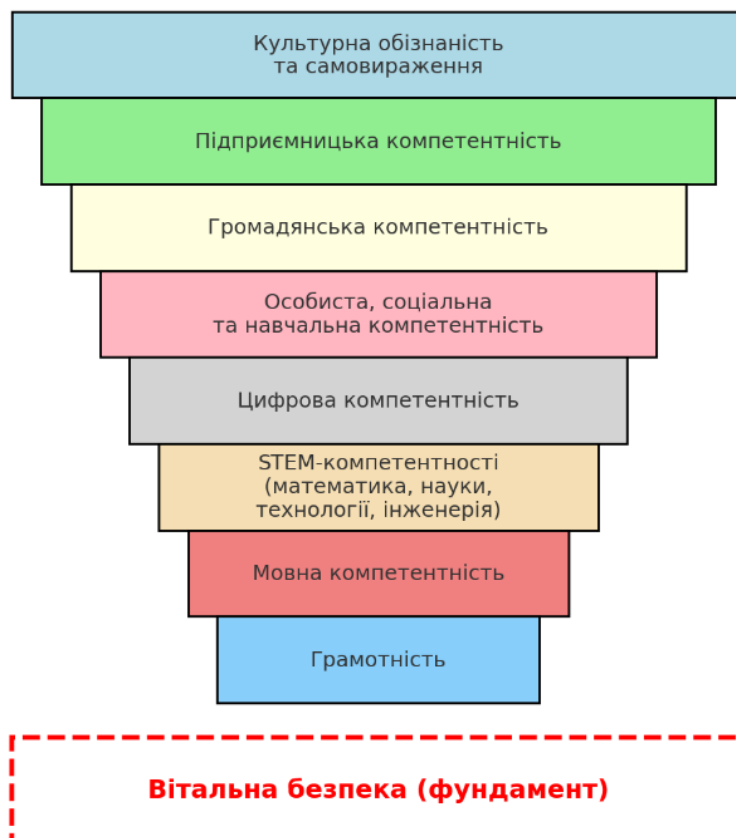 Культурна обізнаність
та самовираження
Підприємницька компетентність
Громадянська компетентність
Особиста, соціальна
та навчальна компетентність
Цифрова компетентність
STEM-компетентності
(математика, науки,
технології, інженерія)
Мовна компетентність
Грамотність
Вітальна безпека (фундамент)